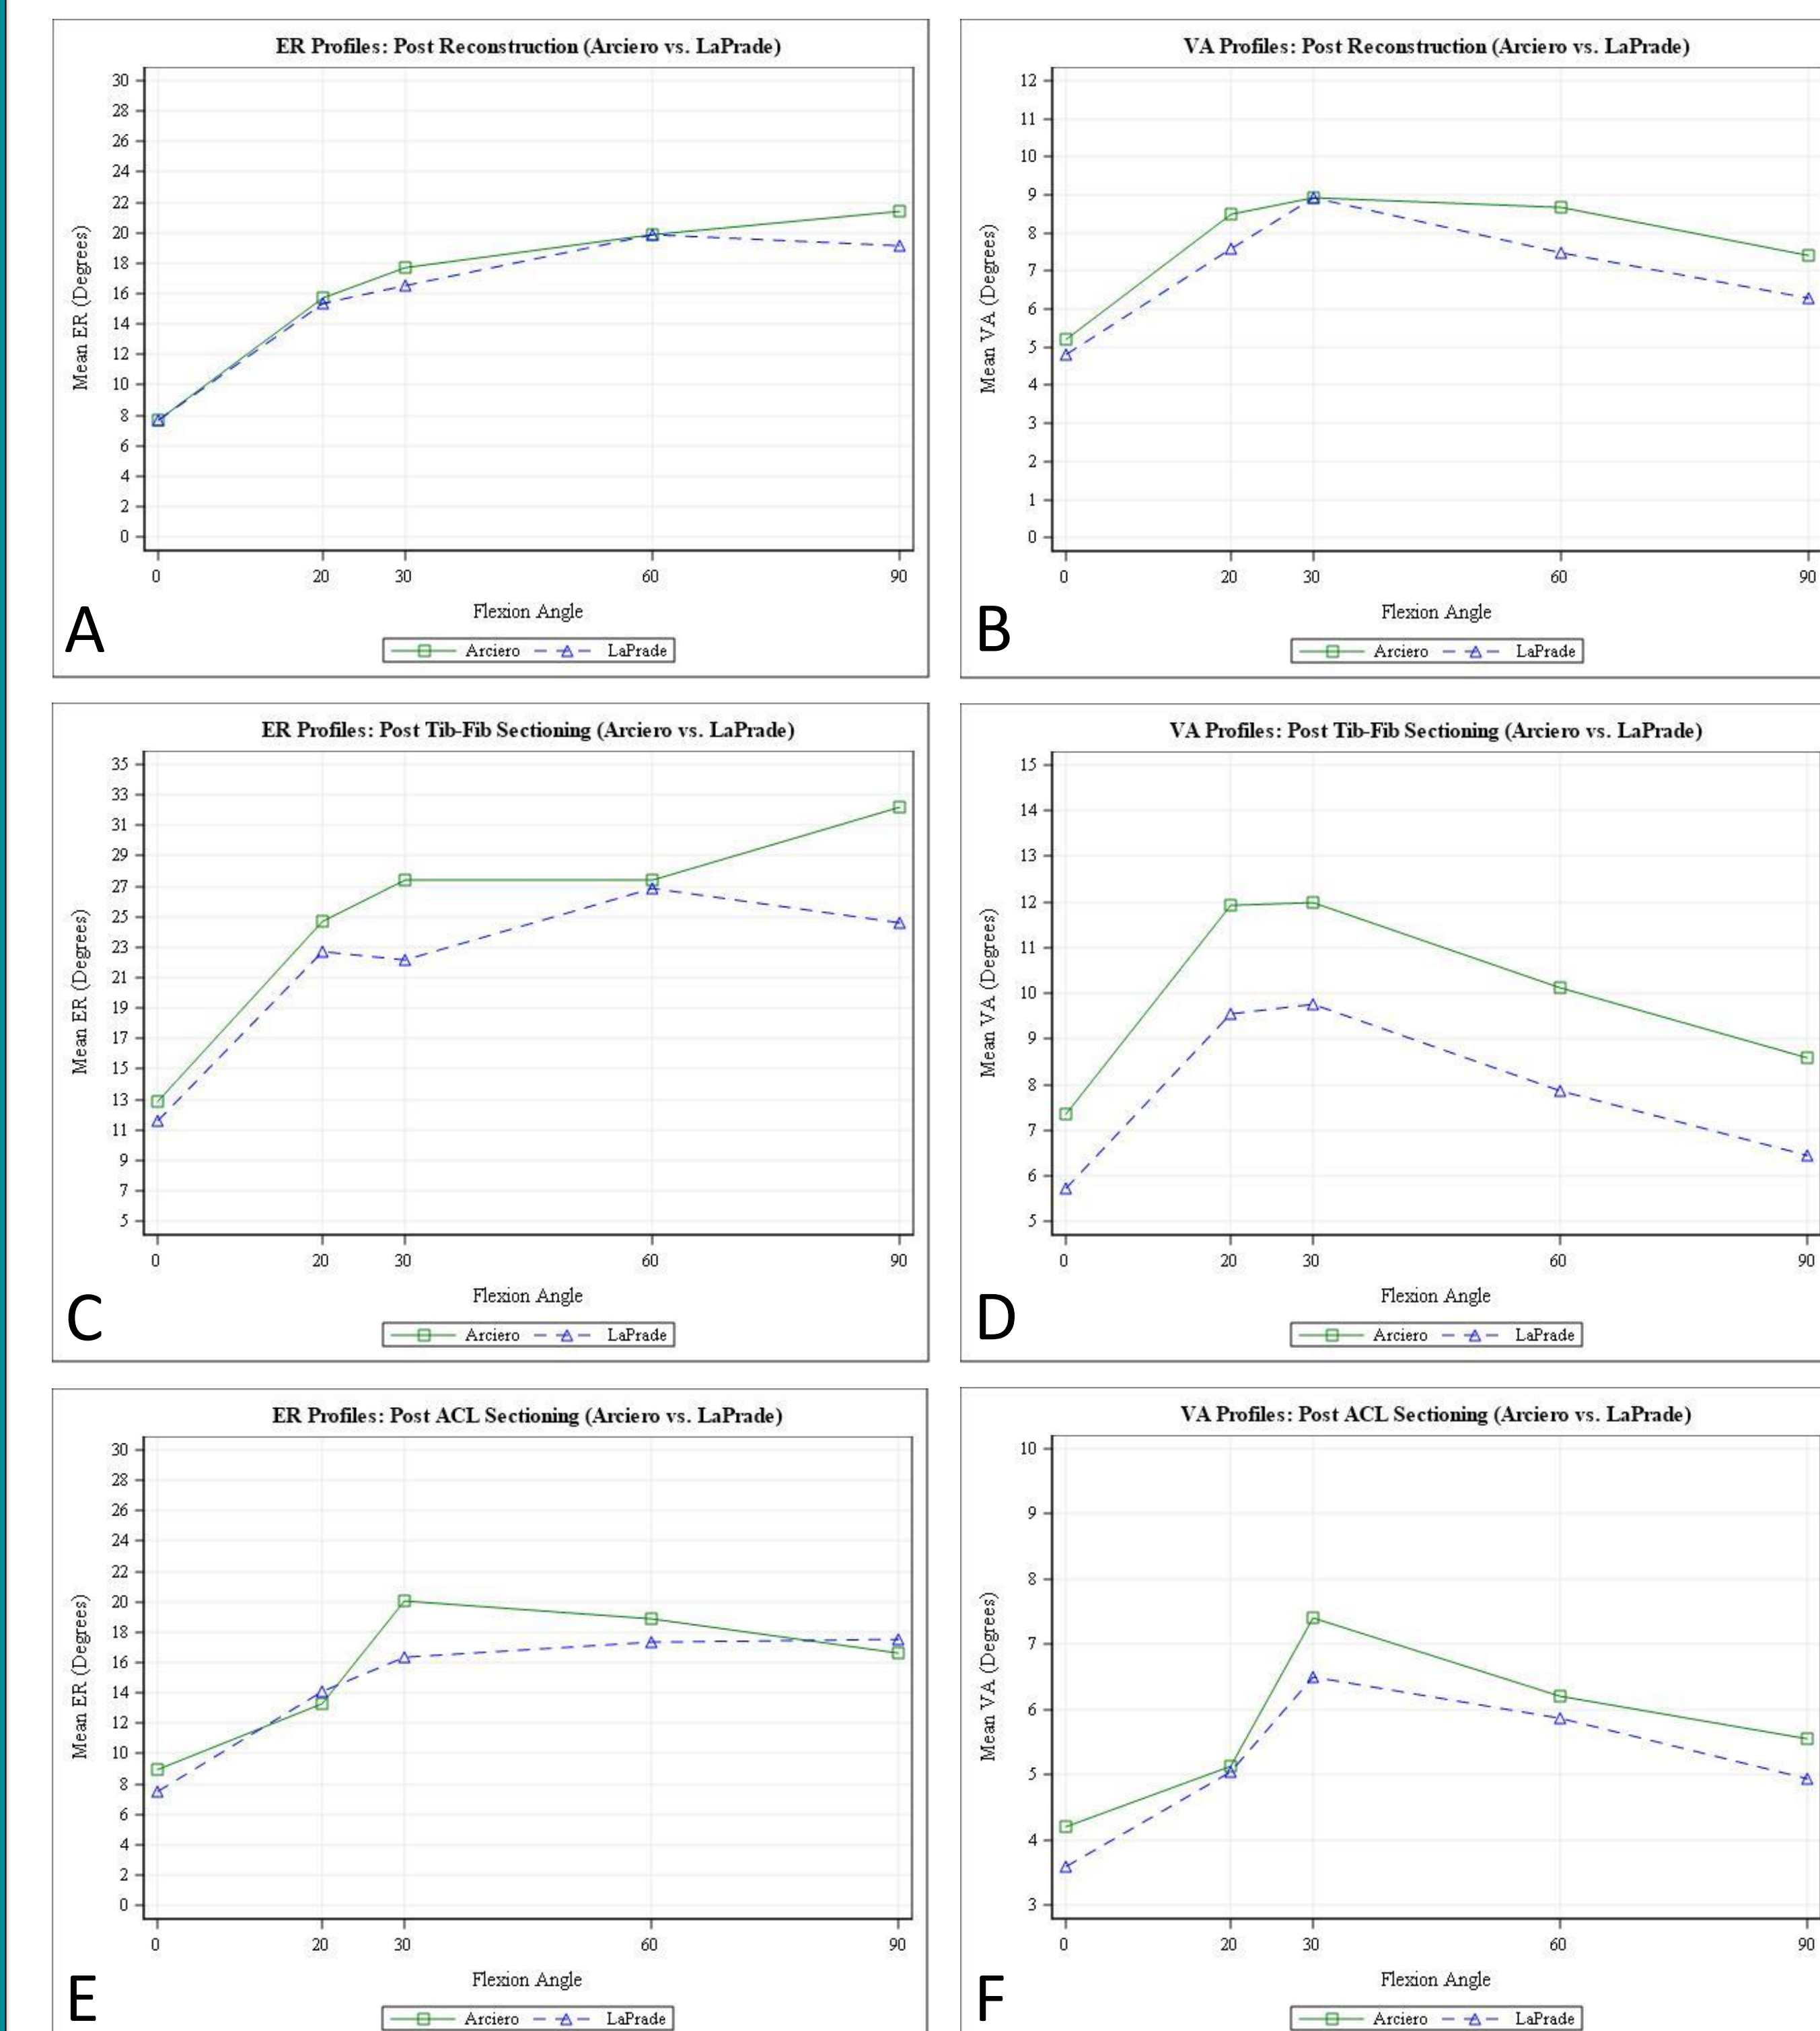 ER Profiles: Post Reconstruction (Arciero vs. LaPrade)
30
28
26
24
22
20
18
16
14
12
10
8
6
4
2
0
Mean ER (Degrees)
0 20 30 60 90
Flexion Angle
A
Arciero LaPrade
VA Profiles: Post Reconstruction (Arciero vs. LaPrade)
12
11
10
9
8
7
6
5
4
3
2
1
0
Mean VA (Degrees)
0 20 30 60 90
Flexion Angle
B
Arciero LaPrade
ER Profiles: Post Tib-Fib Sectioning (Arciero vs. LaPrade)
35
33
31
29
27
25
23
21
19
17
15
13
11
9
7
5
Mean ER (Degrees)
0 20 30 60 90
Flexion Angle
C
Arciero LaPrade
VA Profiles: Post Tib-Fib Sectioning (Arciero vs. LaPrade)
15
14
13
12
11
10
9
8
7
6
5
Mean VA (Degrees)
0 20 30 60 90
Flexion Angle
D
Arciero LaPrade
ER Profiles: Post ACL Sectioning (Arciero vs. LaPrade)
30
28
26
24
22
20
18
16
14
12
10
8
6
4
2
0
Mean ER (Degrees)
0 20 30 60 90
Flexion Angle
E
Arciero LaPrade
VA Profiles: Post ACL Sectioning (Arciero vs. LaPrade)
10
9
8
7
6
5
4
3
Mean VA (Degrees)
0 20 30 60 90
Flexion Angle
F
Arciero LaPrade